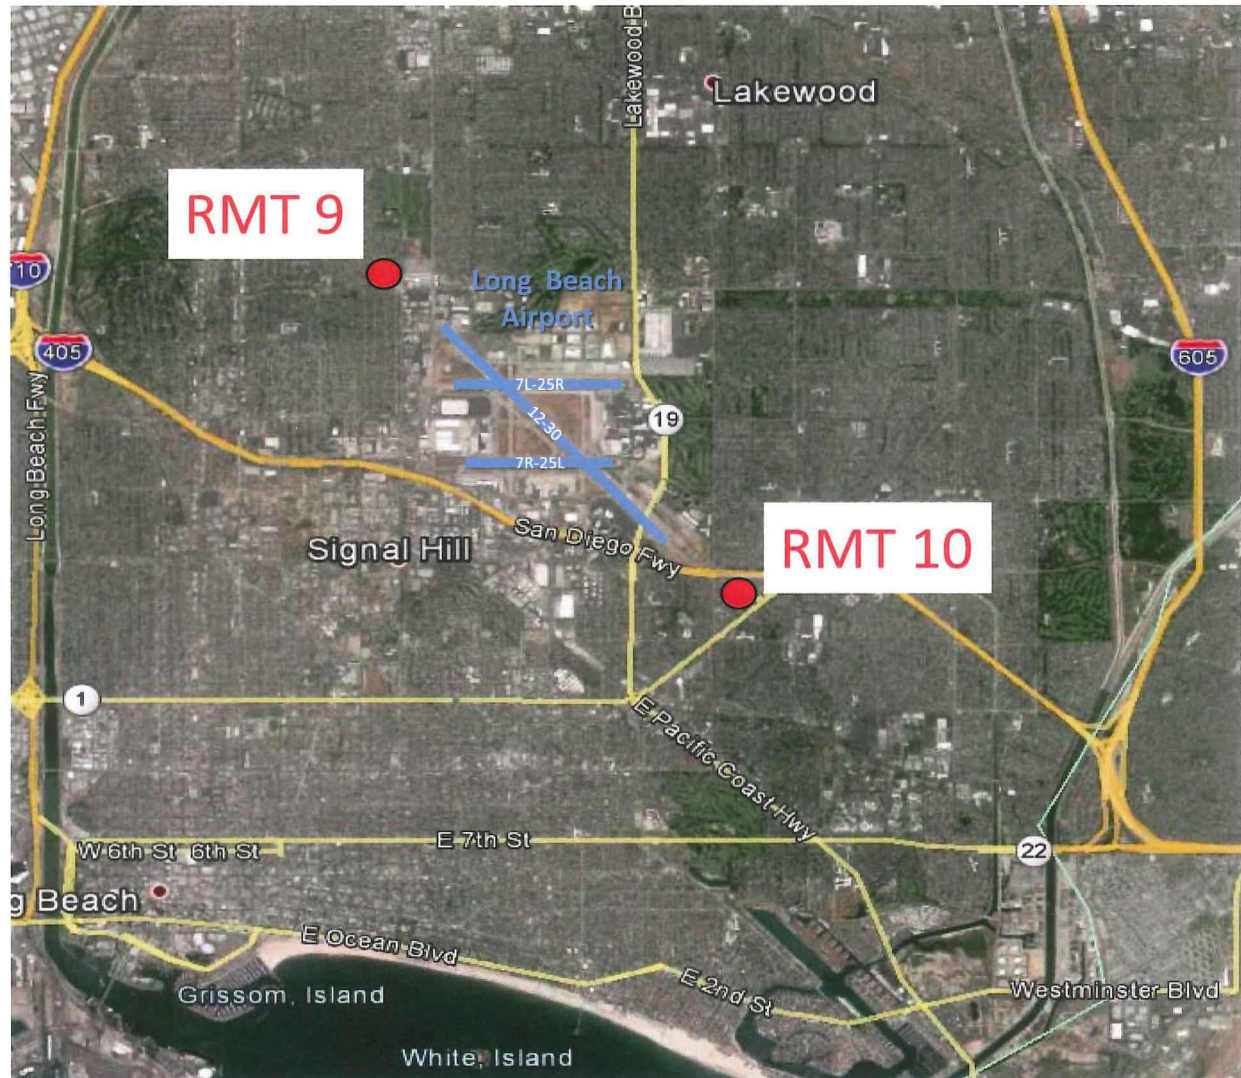 Lakewood B
Lakewood
RMT 9
Long Beach
Airport
710
405
605
7L-25R
12-30
19
7R-25L
Long Beach Fwy
San Diego Fwy
RMT 10
Signal Hill
1
E Pacific Coast Hwy
W 6th St 6th St
E 7th St
22
g Beach
E Ocean Blvd
E 2nd St
Westminster Blvd
Grissom, Island
White, Island